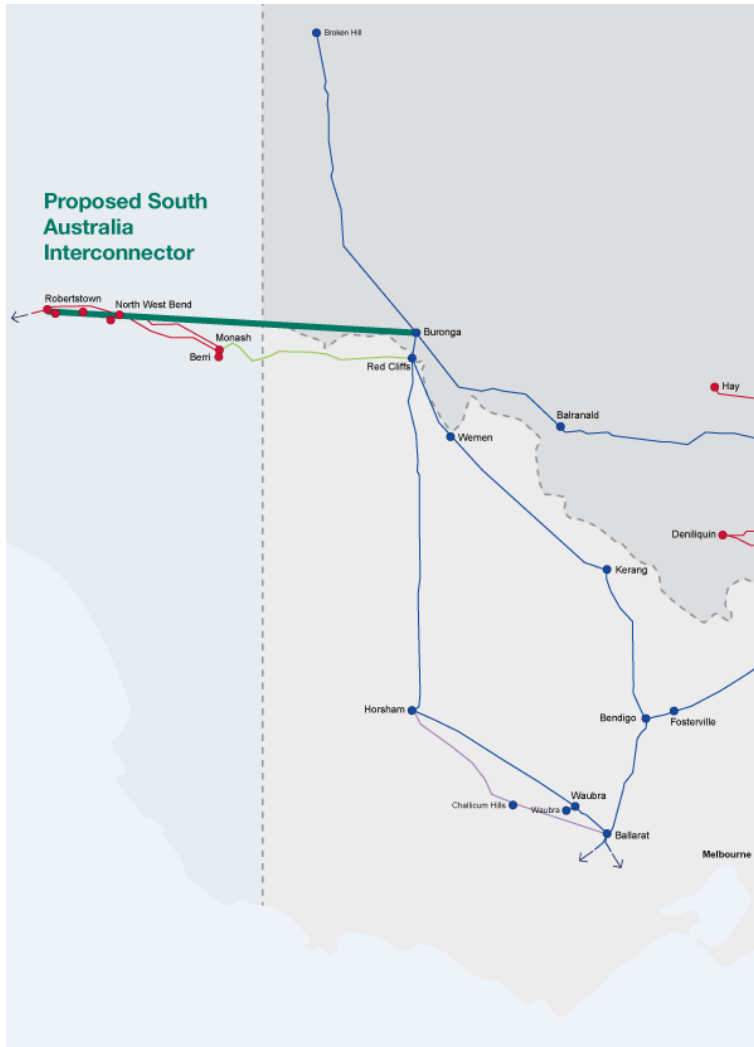 Broken Hill
Proposed South
Australia
Interconnector
Robertstown
North West Bend
Monash
Berri
Buronga
Red Cliffs
Hay
Balranald
Wemen
Deniliquin
Kerang
Horsham
Bendigo
Fosterville
Waubra
Challicum Hills
Waubra
Ballarat
Melbourne